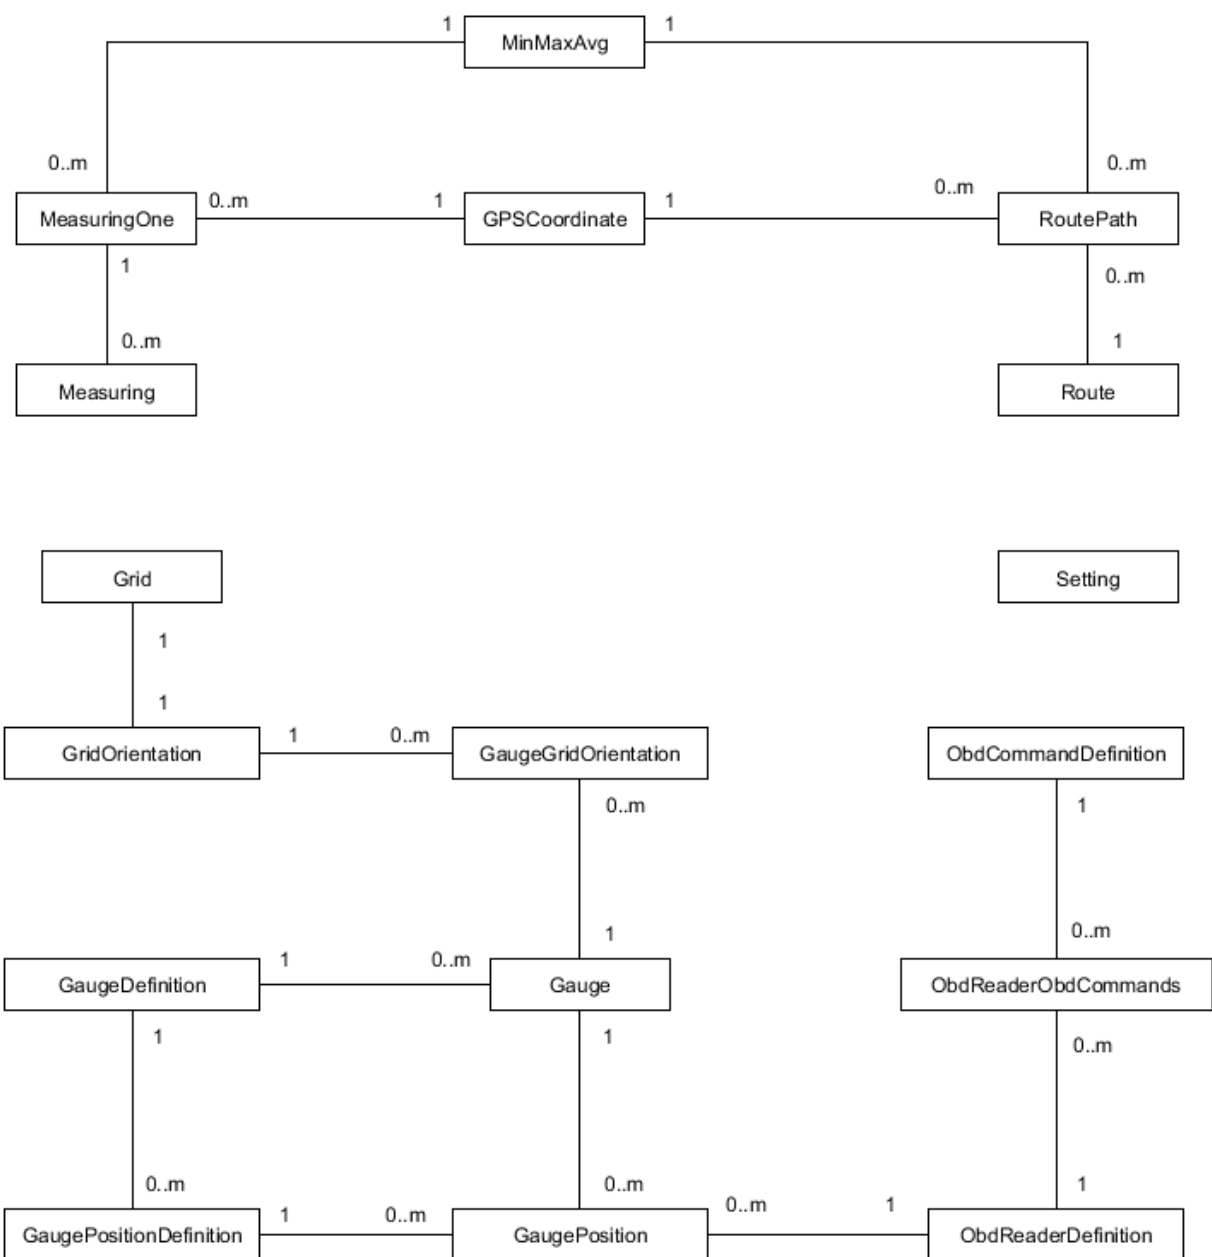 1
MinMaxAvg
1
0..m
0..m
MeasuringOne
0..m
1
GPSCoordinate
1
0..m
RoutePath
1
0..m
0..m
1
Measuring
Route
Grid
Setting
1
1
GridOrientation
1
0..m
GaugeGridOrientation
ObdCommandDefinition
0..m
1
1
0..m
GaugeDefinition
1
0..m
Gauge
ObdReaderObdCommands
1
1
0..m
0..m
0..m
1
GaugePositionDefinition
1
0..m
GaugePosition
0..m
1
ObdReaderDefinition